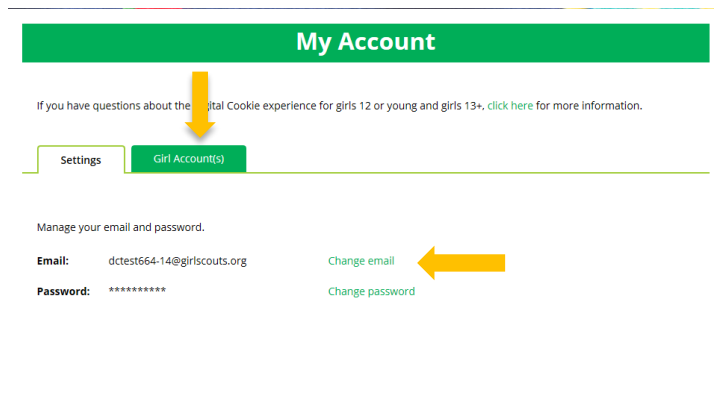 My Account
If you have questions about the Digital Cookie experience for girls 12 or young and girls 13+, click here for more information.
Settings
Girl Account(s)
Manage your email and password.
Email: dctest664-14@girlscouts.org Change email
Password: ********** Change password